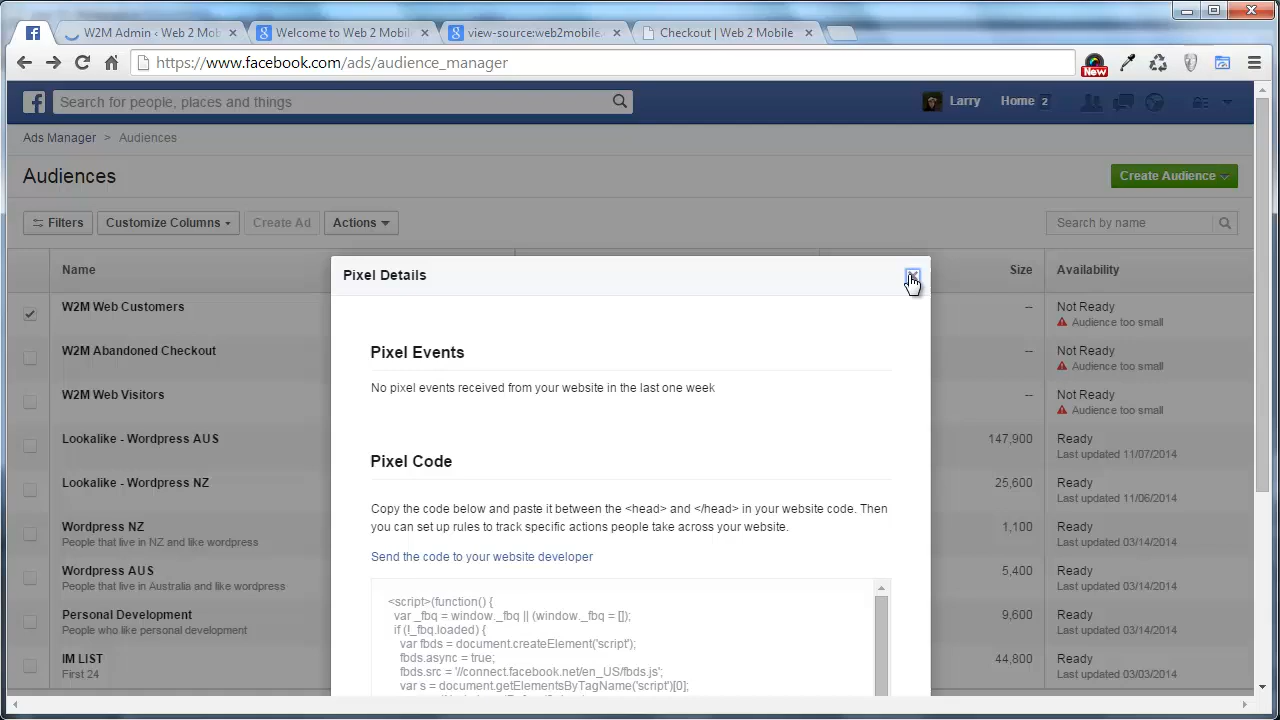 W2M Admin ‹ Web 2 Mob
Welcome to Web 2 Mobil
view-source:web2mobile.
Checkout | Web 2 Mobile
https://www.facebook.com/ads/audience_manager
New
Search for people, places and things
Larry
Home 2
Ads Manager > Audiences
Audiences
Create Audience
Filters
Customize Columns
Create Ad
Actions
Search by name
Name
Size
Availability
W2M Web Customers
--
Not Ready
Audience too small
W2M Abandoned Checkout
--
Not Ready
Audience too small
W2M Web Visitors
--
Not Ready
Audience too small
Lookalike - Wordpress AUS
147,900
Ready
Last updated 11/07/2014
Lookalike - Wordpress NZ
25,600
Ready
Last updated 11/06/2014
Wordpress NZ
People that live in NZ and like wordpress
1,100
Ready
Last updated 03/14/2014
Wordpress AUS
People that live in Australia and like wordpress
5,400
Ready
Last updated 03/14/2014
Personal Development
People who like personal development
9,600
Ready
Last updated 03/14/2014
IM LIST
First 24
44,800
Ready
Last updated 03/03/2014
Pixel Details
Pixel Events
No pixel events received from your website in the last one week
Pixel Code
Copy the code below and paste it between the <head> and </head> in your website code. Then
you can set up rules to track specific actions people take across your website.
Send the code to your website developer
<script>(function() {
var _fbq = window._fbq || (window._fbq = []);
if (!_fbq.loaded) {
var fbds = document.createElement('script');
fbds.async = true;
fbds.src = '//connect.facebook.net/en_US/fbds.js';
var s = document.getElementsByTagName('script')[0];